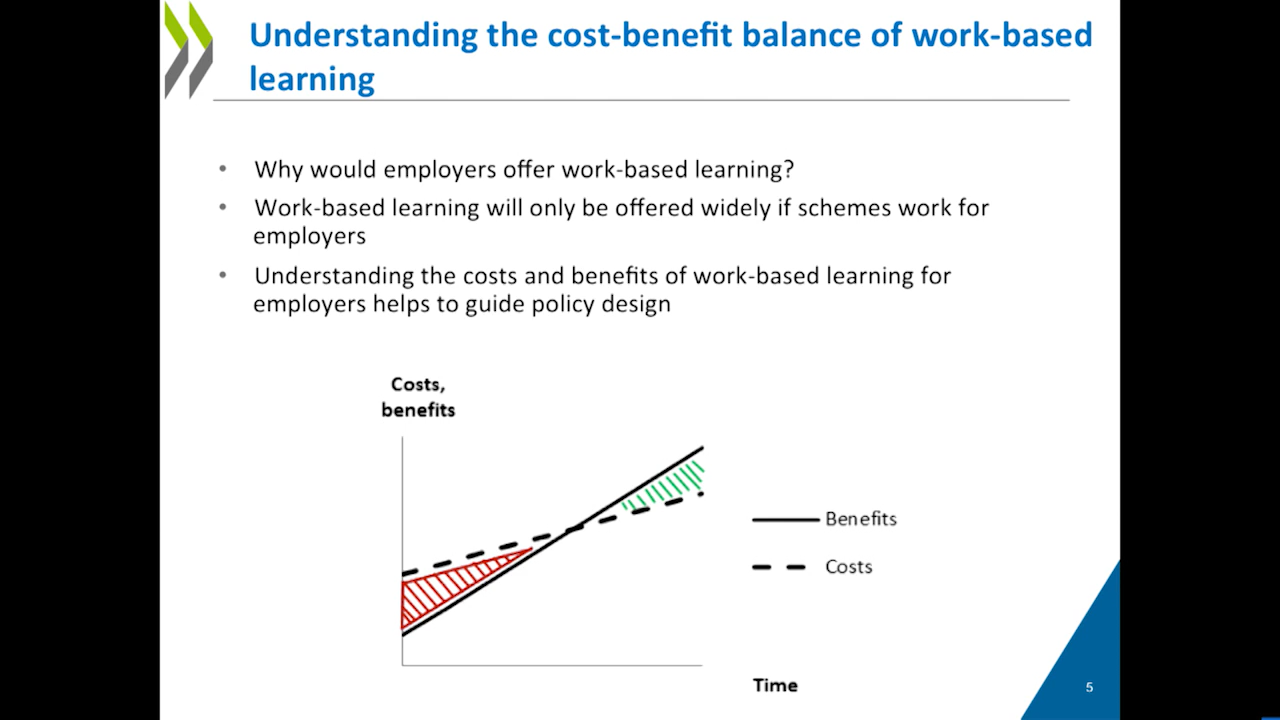 Understanding the cost-benefit balance of work-based
learning
• Why would employers offer work-based learning?
• Work-based learning will only be offered widely if schemes work for
employers
• Understanding the costs and benefits of work-based learning for
employers helps to guide policy design
Costs,
benefits
Benefits
Costs
Time
5